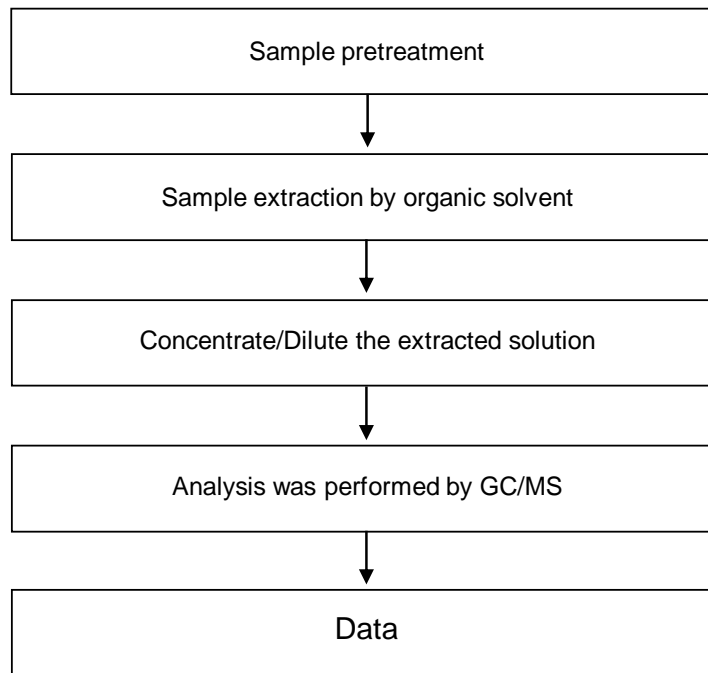 Sample pretreatment
Sample extraction by organic solvent
Concentrate/Dilute the extracted solution
Analysis was performed by GC/MS
Data